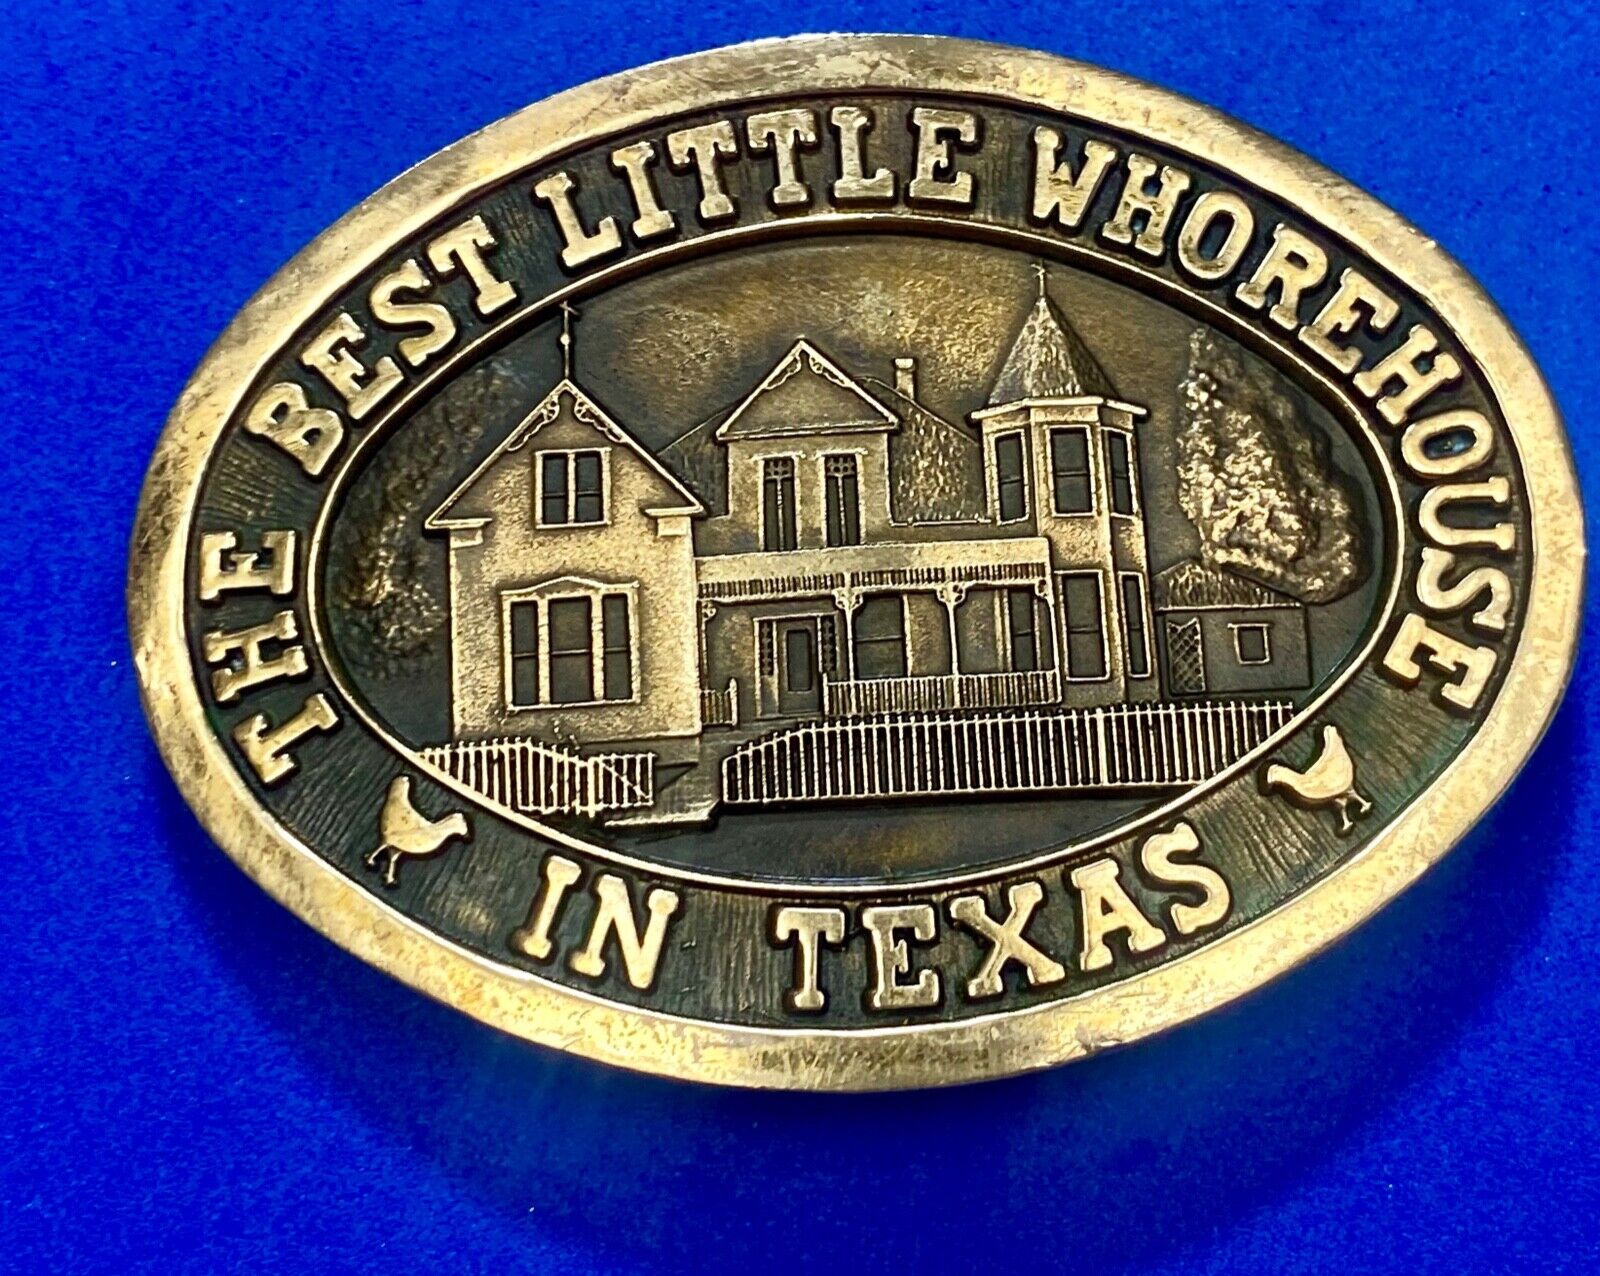 THE BEST LITTLE WHOREHOUSE
IN TEXAS